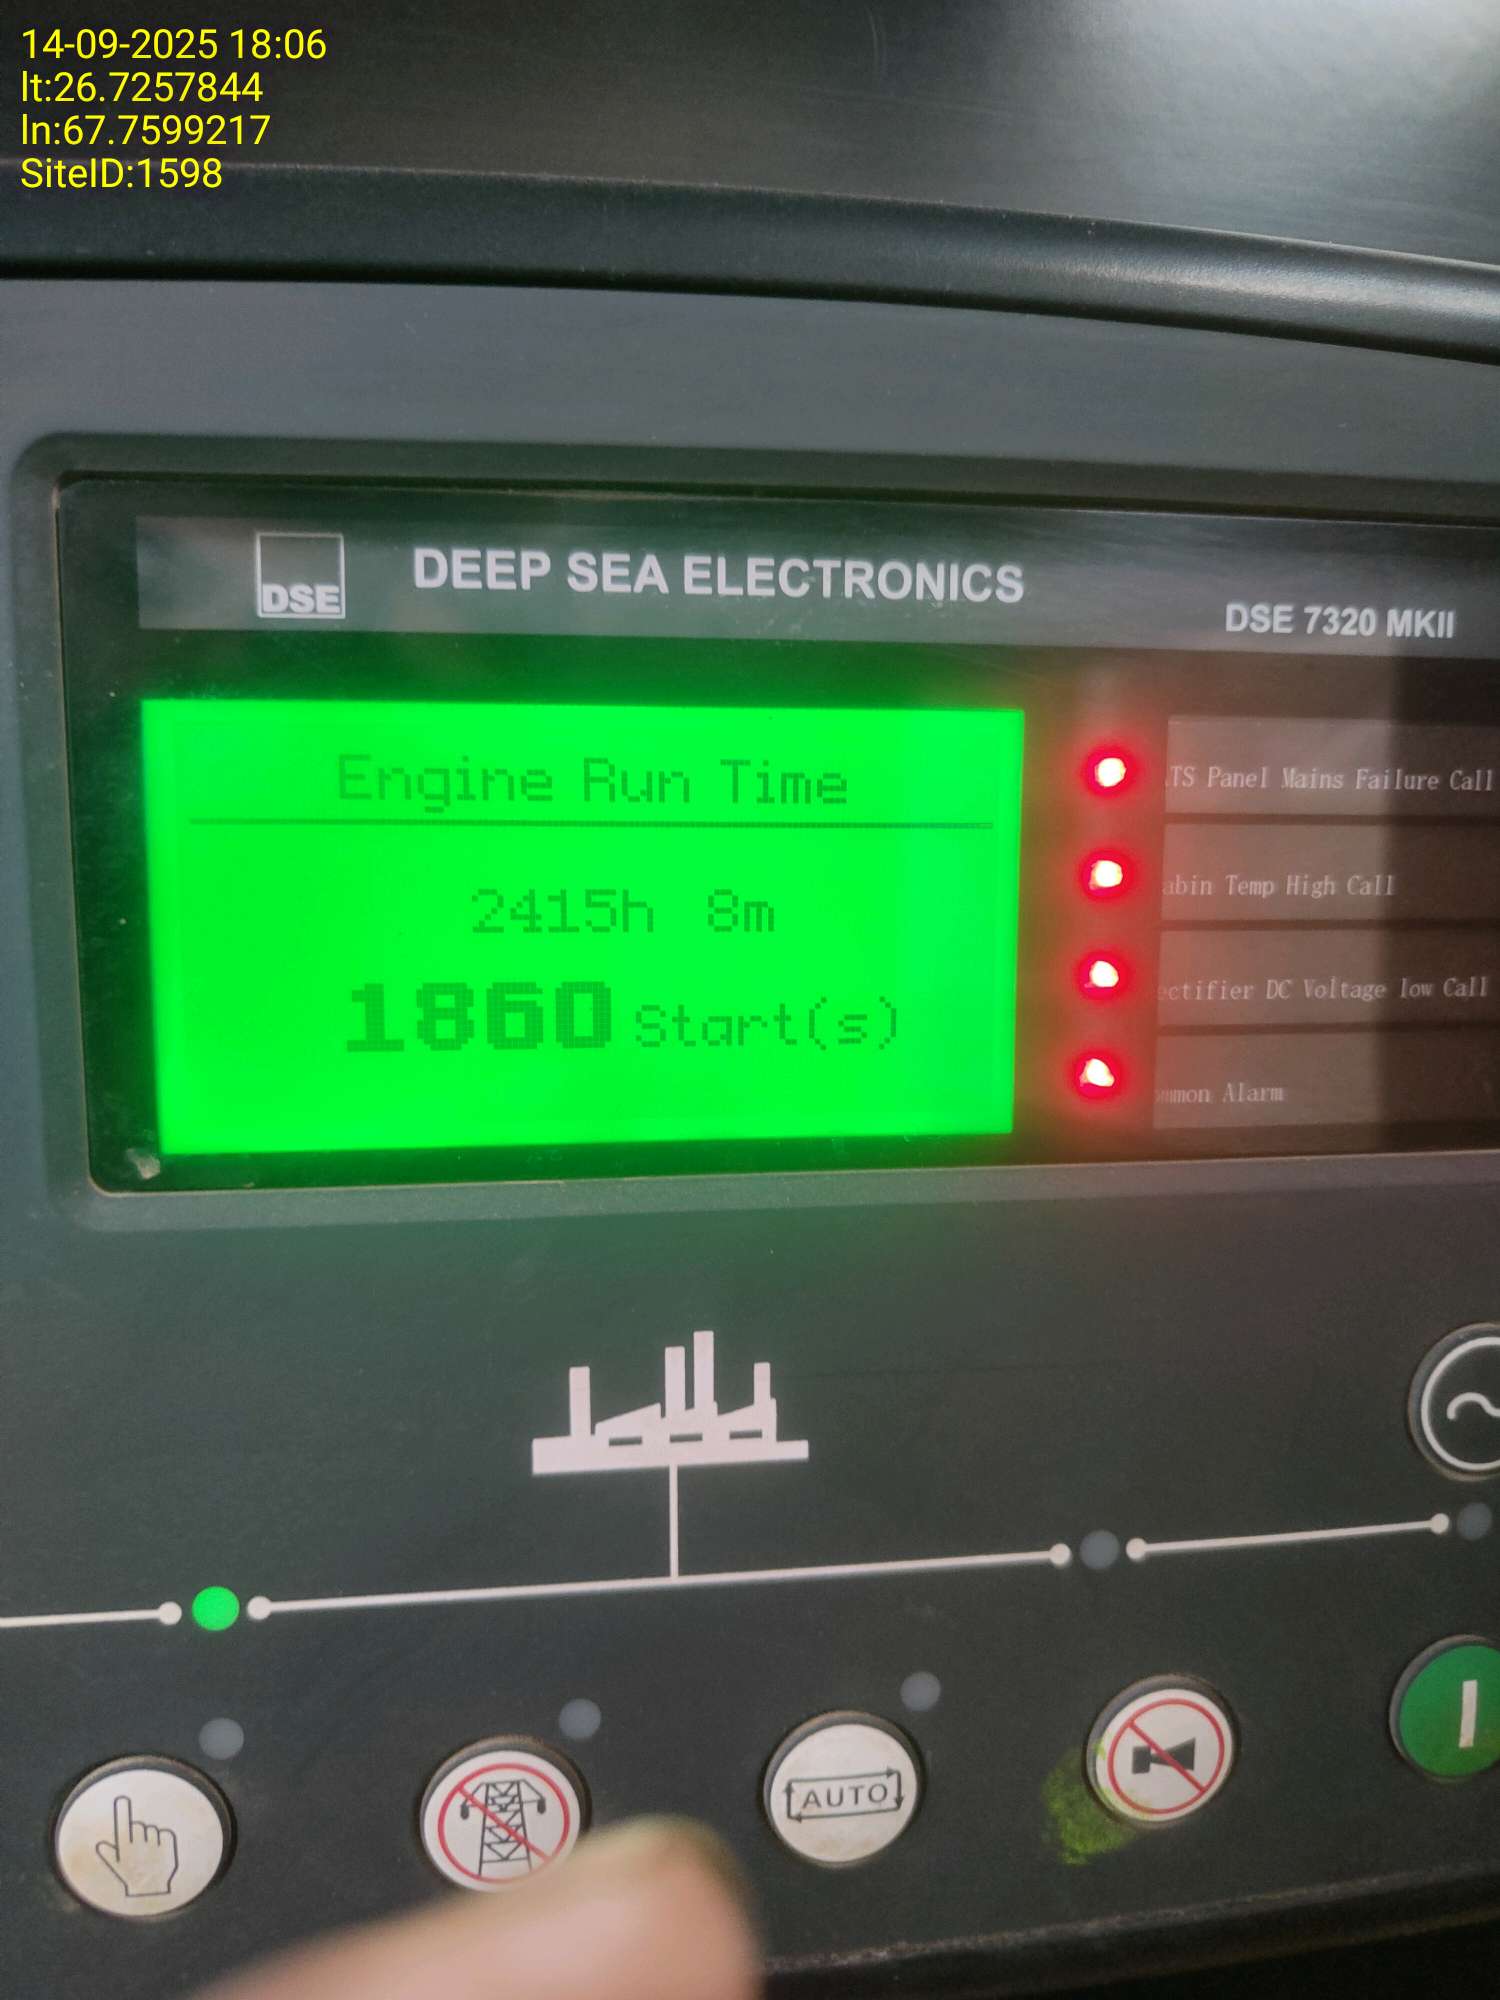 14-09-2025 18:06
lt:26.7257844
ln:67.7599217
SiteID:1598
DSE
DEEP SEA ELECTRONICS
DSE 7320 MKII
Engine Run Time
2415h 8m
1860 Start(s)
TS Panel Mains Failure Call
abin Temp High Call
ectifier DC Voltage low Call
mmon Alarm
AUTO